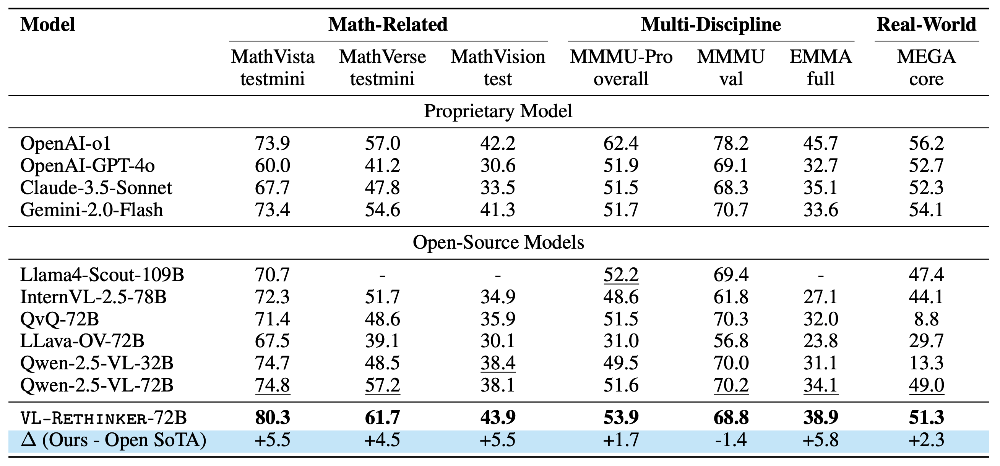 Model Math-Related Multi-Discipline Real-World
MathVista MathVerse MathVision MMMU-Pro MMMU EMMA MEGA
testmini testmini test overall val full core
Proprietary Model
OpenAI-o1 73.9 57.0 42.2 62.4 78.2 45.7 56.2
OpenAI-GPT-4o 60.0 41.2 30.6 51.9 69.1 32.7 52.7
Claude-3.5-Sonnet 67.7 47.8 33.5 51.5 68.3 35.1 52.3
Gemini-2.0-Flash 73.4 54.6 41.3 51.7 70.7 33.6 54.1
Open-Source Models
Llama4-Scout-109B 70.7 - - 52.2 69.4 - 47.4
InternVL-2.5-78B 72.3 51.7 34.9 48.6 61.8 27.1 44.1
QvQ-72B 71.4 48.6 35.9 51.5 70.3 32.0 8.8
LLava-OV-72B 67.5 39.1 30.1 31.0 56.8 23.8 29.7
Qwen-2.5-VL-32B 74.7 48.5 38.4 49.5 70.0 31.1 13.3
Qwen-2.5-VL-72B 74.8 57.2 38.1 51.6 70.2 34.1 49.0
VL-RETHINKER-72B 80.3 61.7 43.9 53.9 68.8 38.9 51.3
Δ (Ours - Open SoTA) +5.5 +4.5 +5.5 +1.7 -1.4 +5.8 +2.3